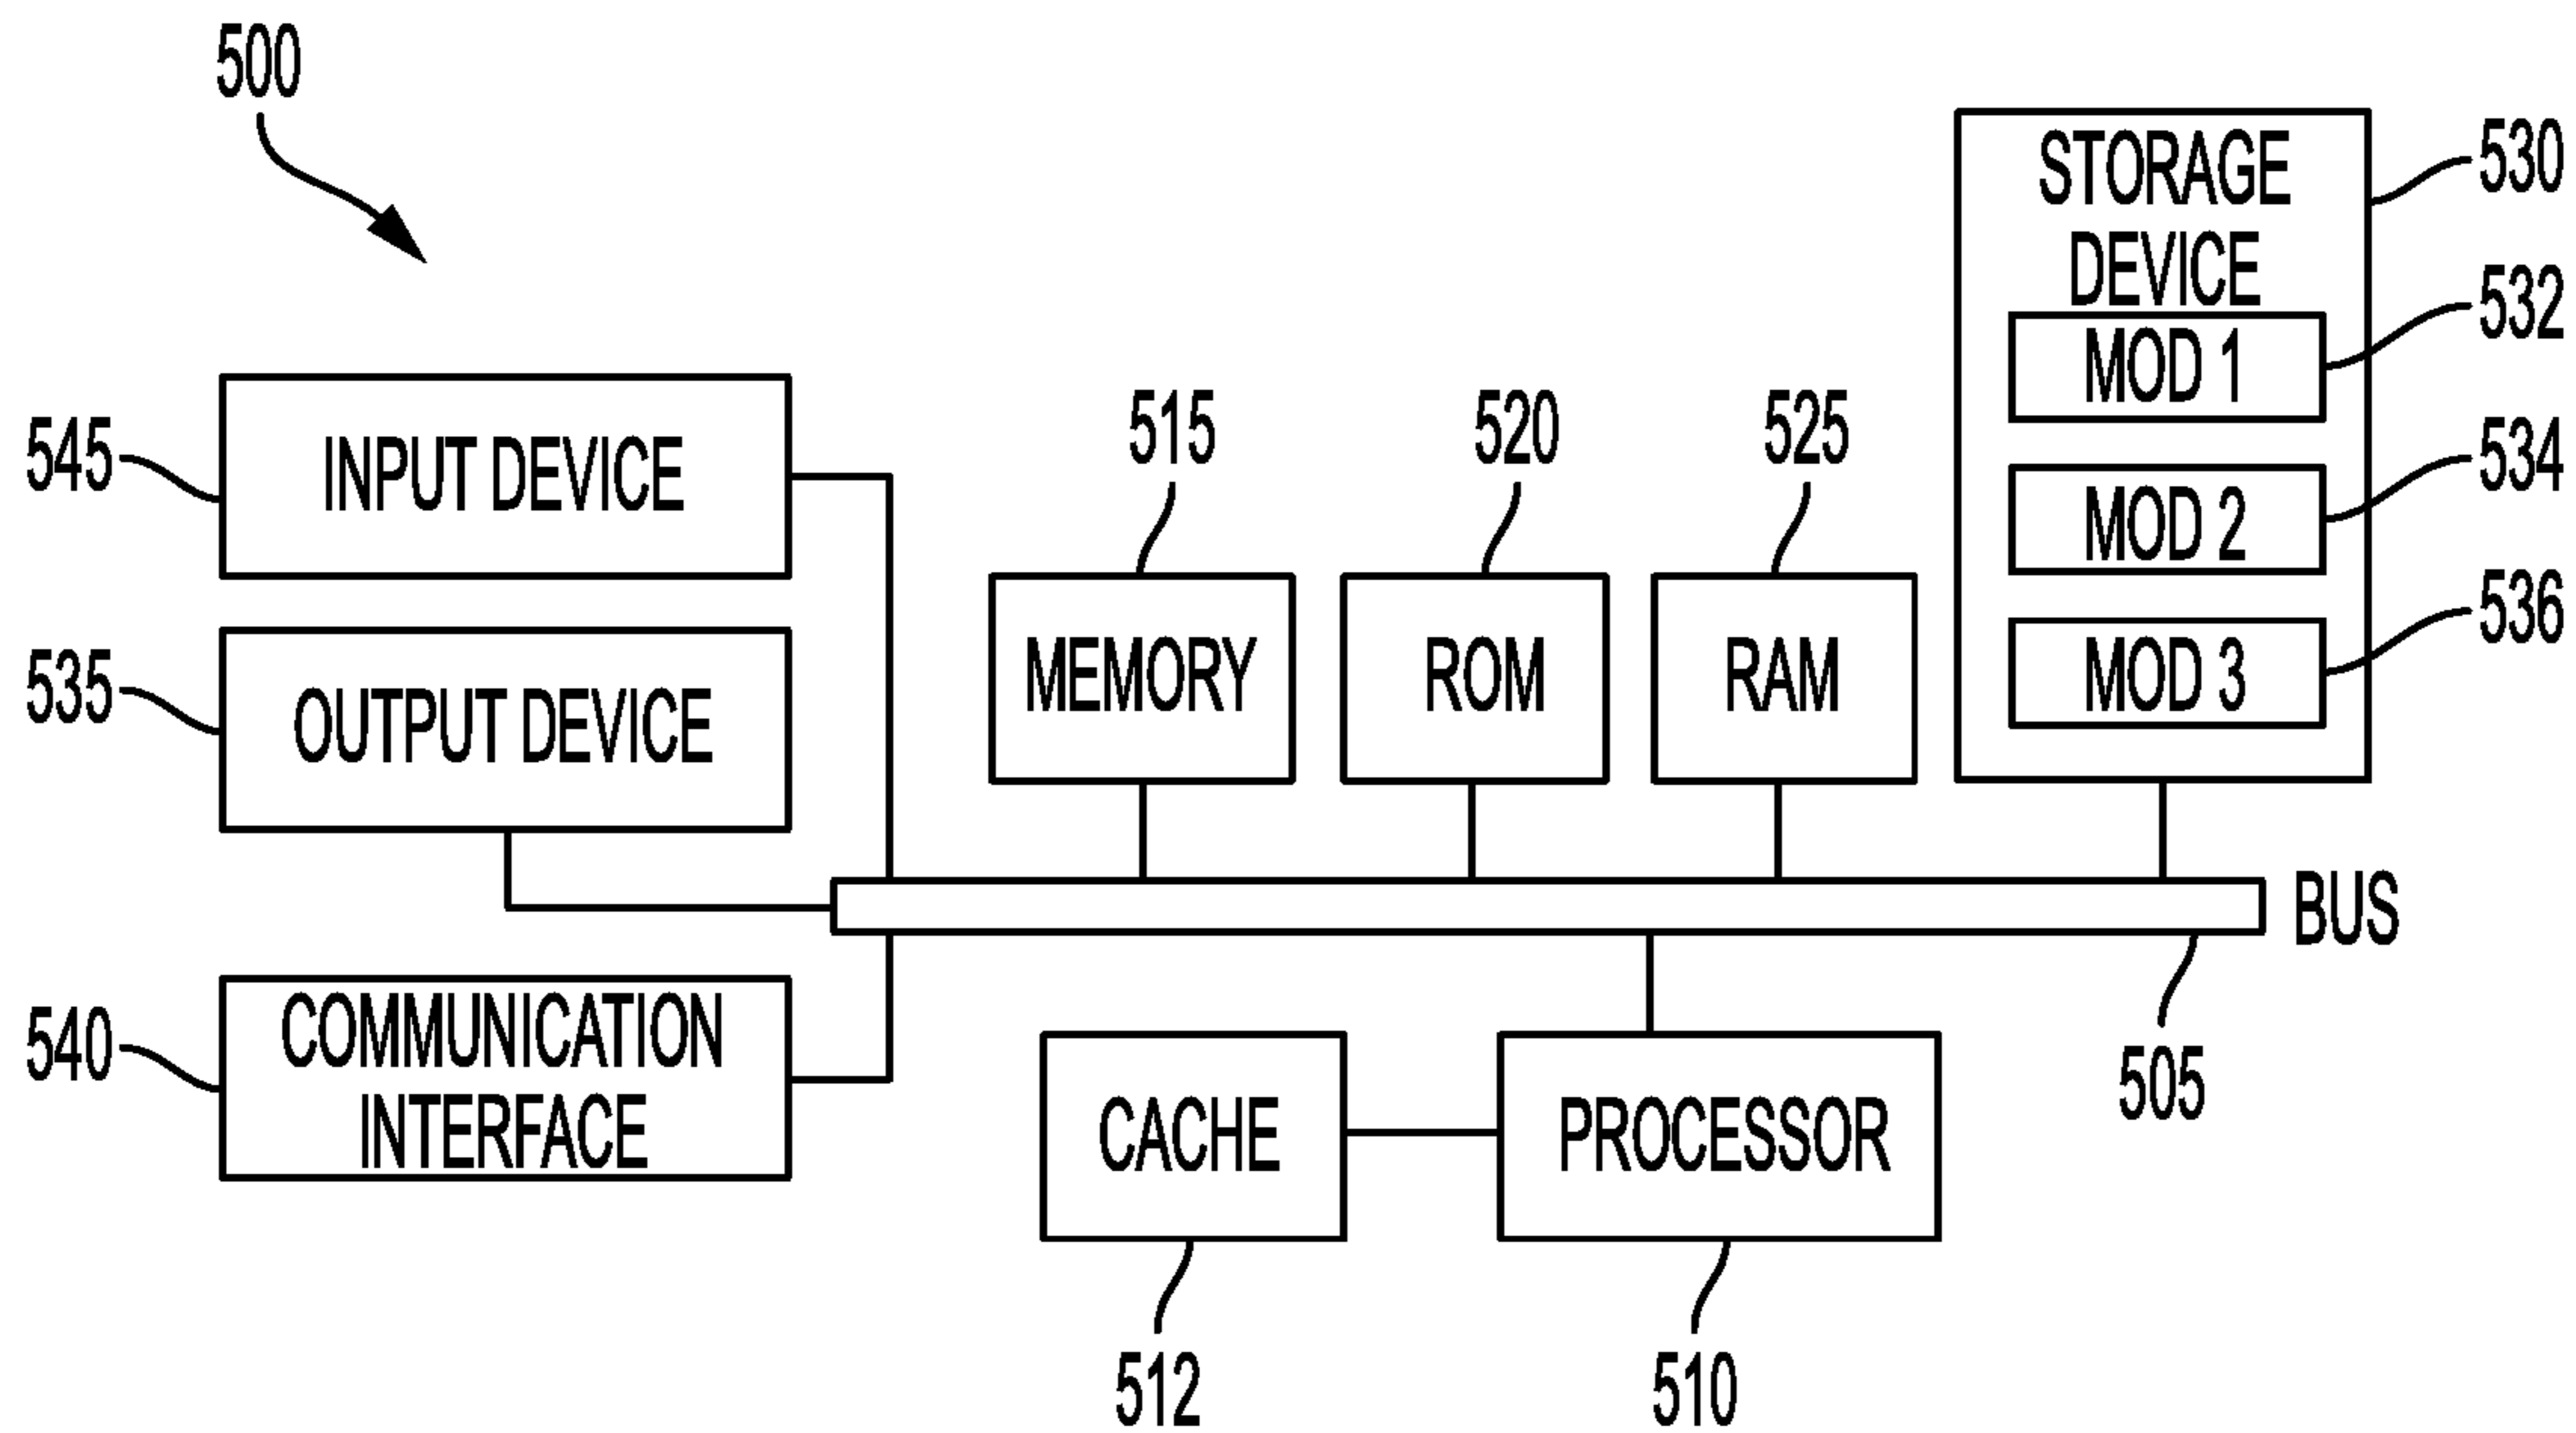 500
STORAGE
DEVICE
530
MOD 1
532
MOD 2
534
MOD 3
536
545
INPUT DEVICE
515
520
525
535
OUTPUT DEVICE
MEMORY
ROM
RAM
BUS
540
COMMUNICATION
INTERFACE
CACHE
PROCESSOR
505
512
510